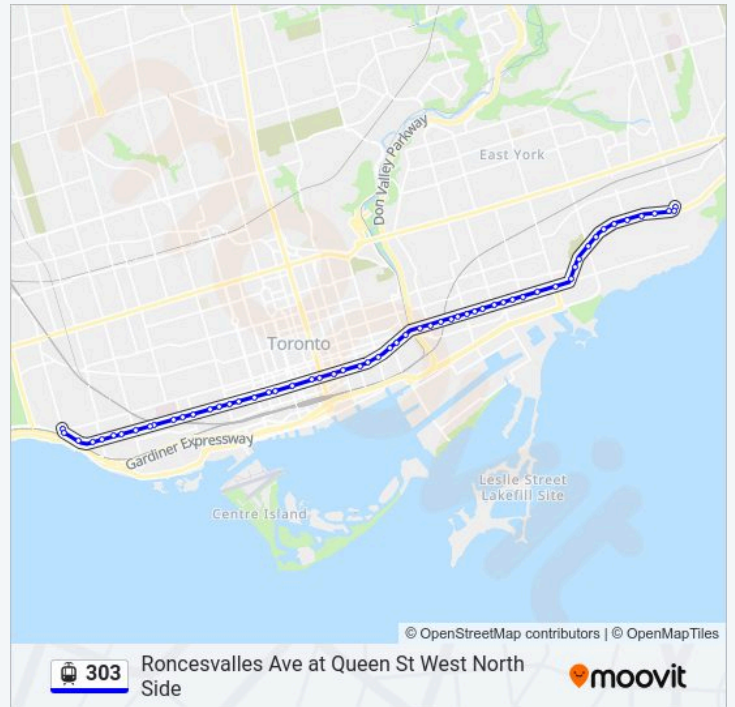 East York
Don Valley Parkway
Toronto
Gardiner Expressway
Leslie Street
Lakefill Site
Centre Island
© OpenStreetMap contributors | © OpenMapTiles
303
Roncesvalles Ave at Queen St West North
Side
moovit